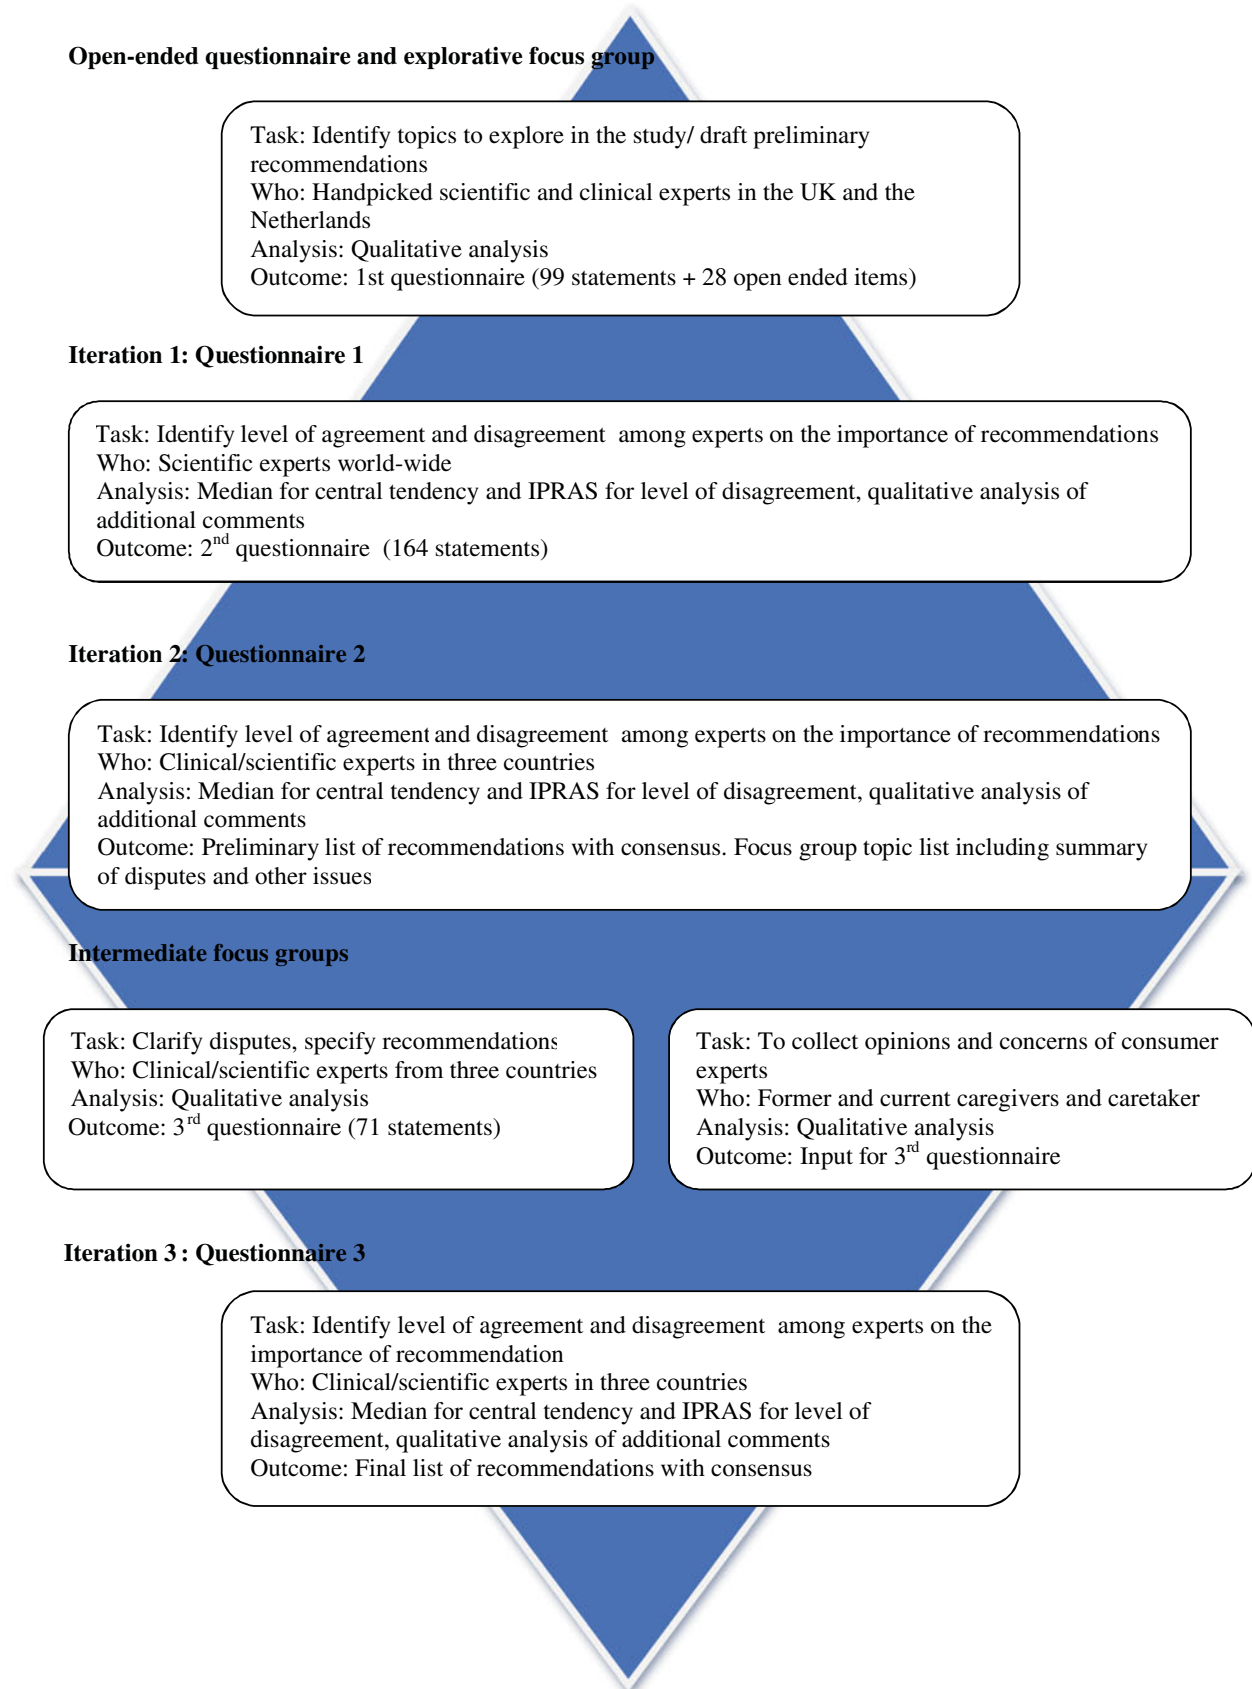 Open-ended questionnaire and explorative focus group
Task: Identify topics to explore in the study/ draft preliminary
recommendations
Who: Handpicked scientific and clinical experts in the UK and the
Netherlands
Analysis: Qualitative analysis
Outcome: 1st questionnaire (99 statements + 28 open ended items)
Iteration 1: Questionnaire 1
Task: Identify level of agreement and disagreement among experts on the importance of recommendations
Who: Scientific experts world-wide
Analysis: Median for central tendency and IPRAS for level of disagreement, qualitative analysis of
additional comments
Outcome: 2nd questionnaire (164 statements)
Iteration 2: Questionnaire 2
Task: Identify level of agreement and disagreement among experts on the importance of recommendations
Who: Clinical/scientific experts in three countries
Analysis: Median for central tendency and IPRAS for level of disagreement, qualitative analysis of
additional comments
Outcome: Preliminary list of recommendations with consensus. Focus group topic list including summary
of disputes and other issues
Intermediate focus groups
Task: Clarify disputes, specify recommendations
Who: Clinical/scientific experts from three countries
Analysis: Qualitative analysis
Outcome: 3rd questionnaire (71 statements)
Task: To collect opinions and concerns of consumer
experts
Who: Former and current caregivers and caretaker
Analysis: Qualitative analysis
Outcome: Input for 3rd questionnaire
Iteration 3 : Questionnaire 3
Task: Identify level of agreement and disagreement among experts on the
importance of recommendation
Who: Clinical/scientific experts in three countries
Analysis: Median for central tendency and IPRAS for level of
disagreement, qualitative analysis of additional comments
Outcome: Final list of recommendations with consensus